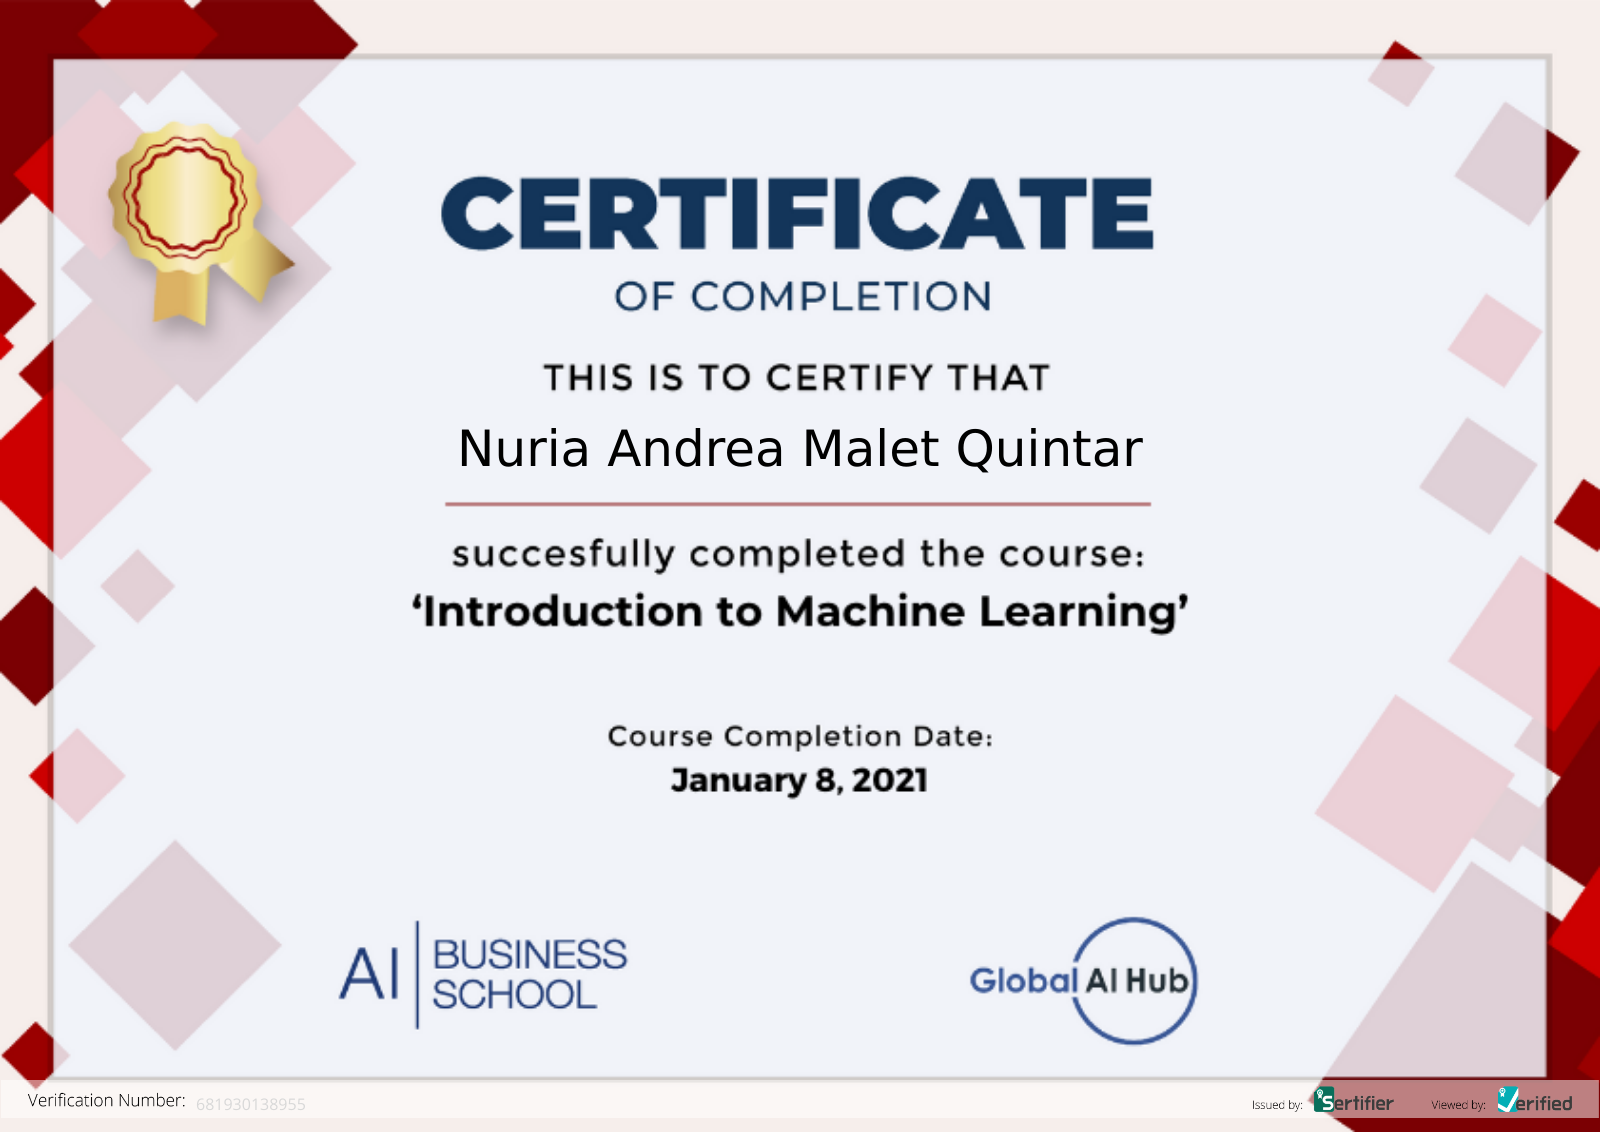 CERTIFICATE
OF COMPLETION
THIS IS TO CERTIFY THAT
Nuria Andrea Malet Quintar
succesfully completed the course:
‘Introduction to Machine Learning’
Course Completion Date:
January 8, 2021
AI BUSINESS SCHOOL
Global AI Hub
Verification Number: 681930138955
Issued by: Sertifier Viewed by: Verified